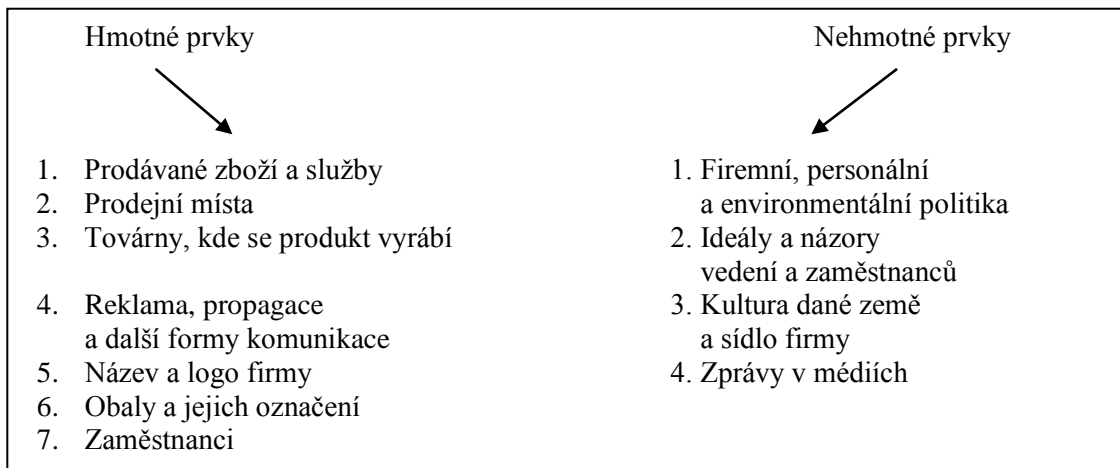 Hmotné prvky
Nehmotné prvky
1. Prodávané zboží a služby
2. Prodejní místa
3. Továrny, kde se produkt vyrábí
4. Reklama, propagace
a další formy komunikace
5. Název a logo firmy
6. Obaly a jejich označení
7. Zaměstnanci
1. Firemní, personální
a environmentální politika
2. Ideály a názory
vedení a zaměstnanců
3. Kultura dané země
a sídlo firmy
4. Zprávy v médiích